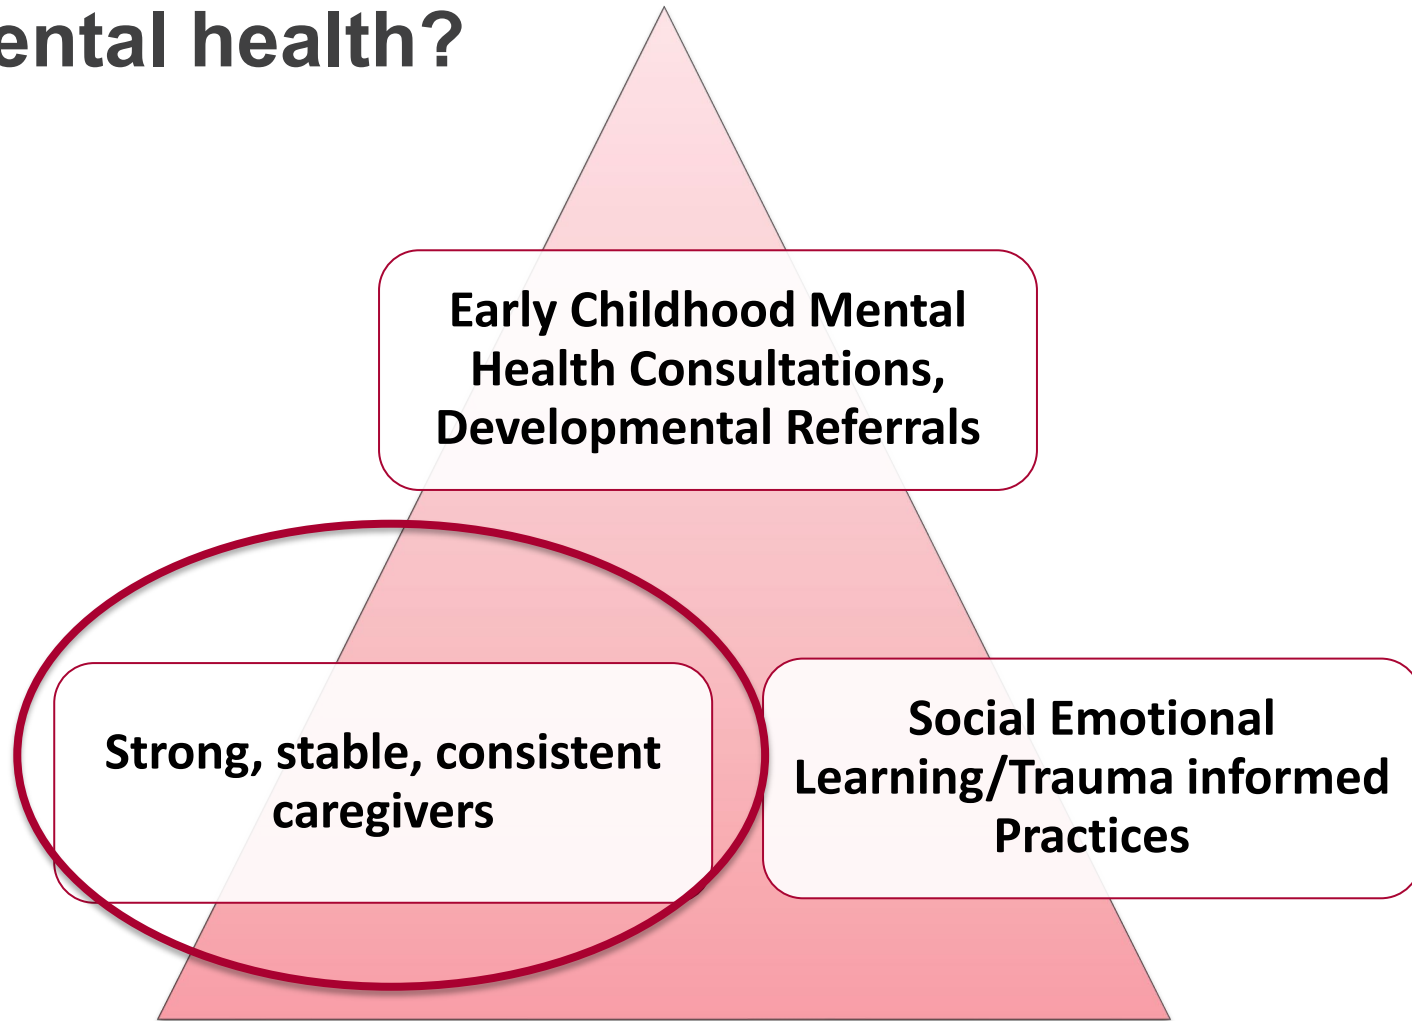 ental health?
Early Childhood Mental
Health Consultations,
Developmental Referrals
Strong, stable, consistent
caregivers
Social Emotional
Learning/Trauma informed
Practices